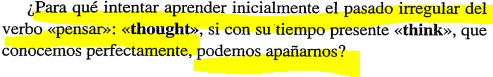 ¿Para qué intentar aprender inicialmente el pasado irregular del
verbo «pensar»: «thought», si con su tiempo presente «think», que
conocemos perfectamente, podemos apañarnos?